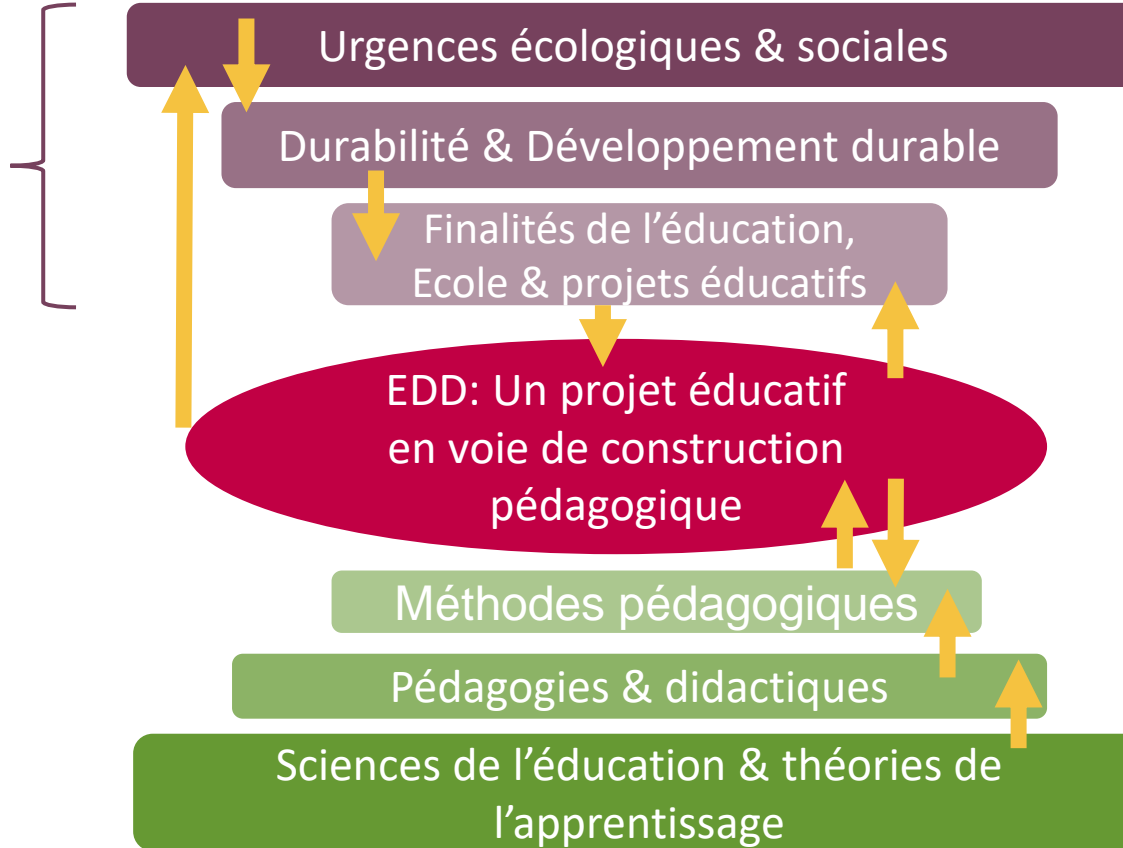 Urgences écologiques & sociales
Durabilité & Développement durable
Finalités de l’éducation,
Ecole & projets éducatifs
EDD: Un projet éducatif
en voie de construction
pédagogique
Méthodes pédagogiques
Pédagogies & didactiques
Sciences de l’éducation & théories de
l’apprentissage